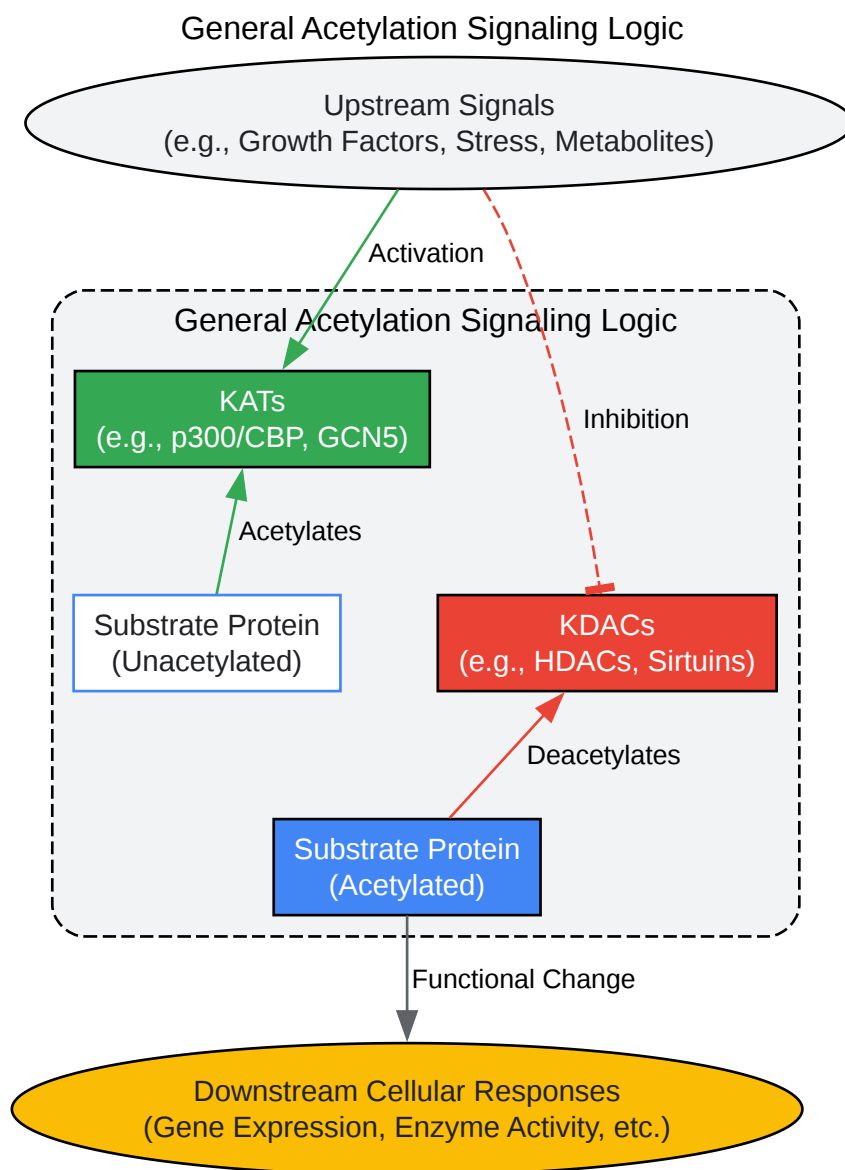 General Acetylation Signaling Logic
Upstream Signals
(e.g., Growth Factors, Stress, Metabolites)
Activation
General Acetylation Signaling Logic
KATs
(e.g., p300/CBP, GCN5)
Inhibition
Acetylates
Substrate Protein
(Unacetylated)
KDACs
(e.g., HDACs, Sirtuins)
Deacetylates
Substrate Protein
(Acetylated)
Functional Change
Downstream Cellular Responses
(Gene Expression, Enzyme Activity, etc.)